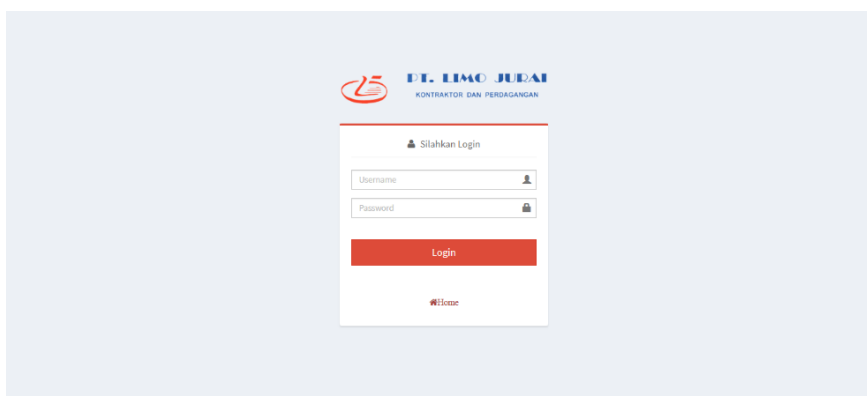 PT. LIMO JURAI
KONTRAKTOR DAN PERDAGANGAN
Silahkan Login
Username
Password
Login
Home